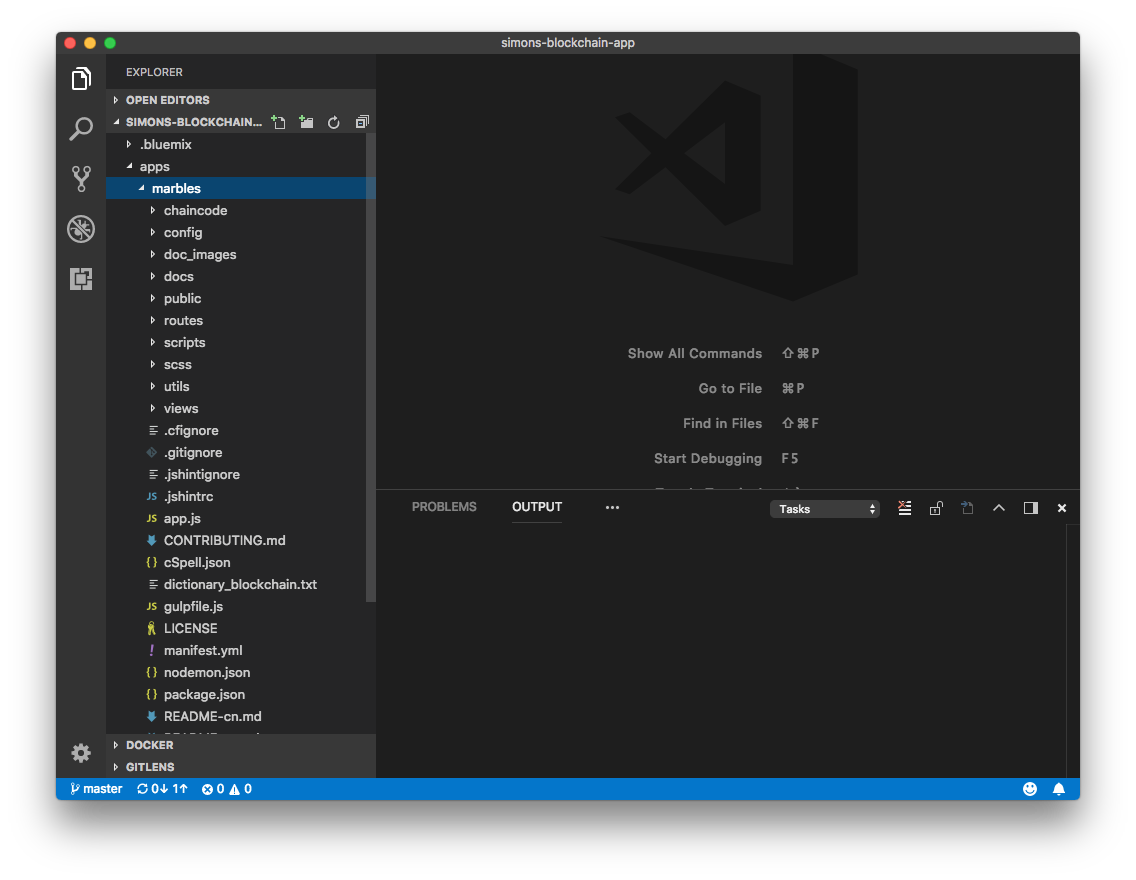 simons-blockchain-app
EXPLORER
OPEN EDITORS
SIMONS-BLOCKCHAIN...
.bluemix
apps
marbles
chaincode
config
doc_images
docs
public
routes
scripts
scss
utils
views
.cfignore
.gitignore
.jshintignore
JS .jshintrc
JS app.js
CONTRIBUTING.md
{} cSpell.json
dictionary_blockchain.txt
JS gulpfile.js
LICENSE
! manifest.yml
{} nodemon.json
{} package.json
README-cn.md
DOCKER
GITLENS
Show All Commands ⇧⌘P
Go to File ⌘P
Find in Files ⇧⌘F
Start Debugging F5
PROBLEMS OUTPUT ... Tasks
master 0↓ 1↑ 0 0